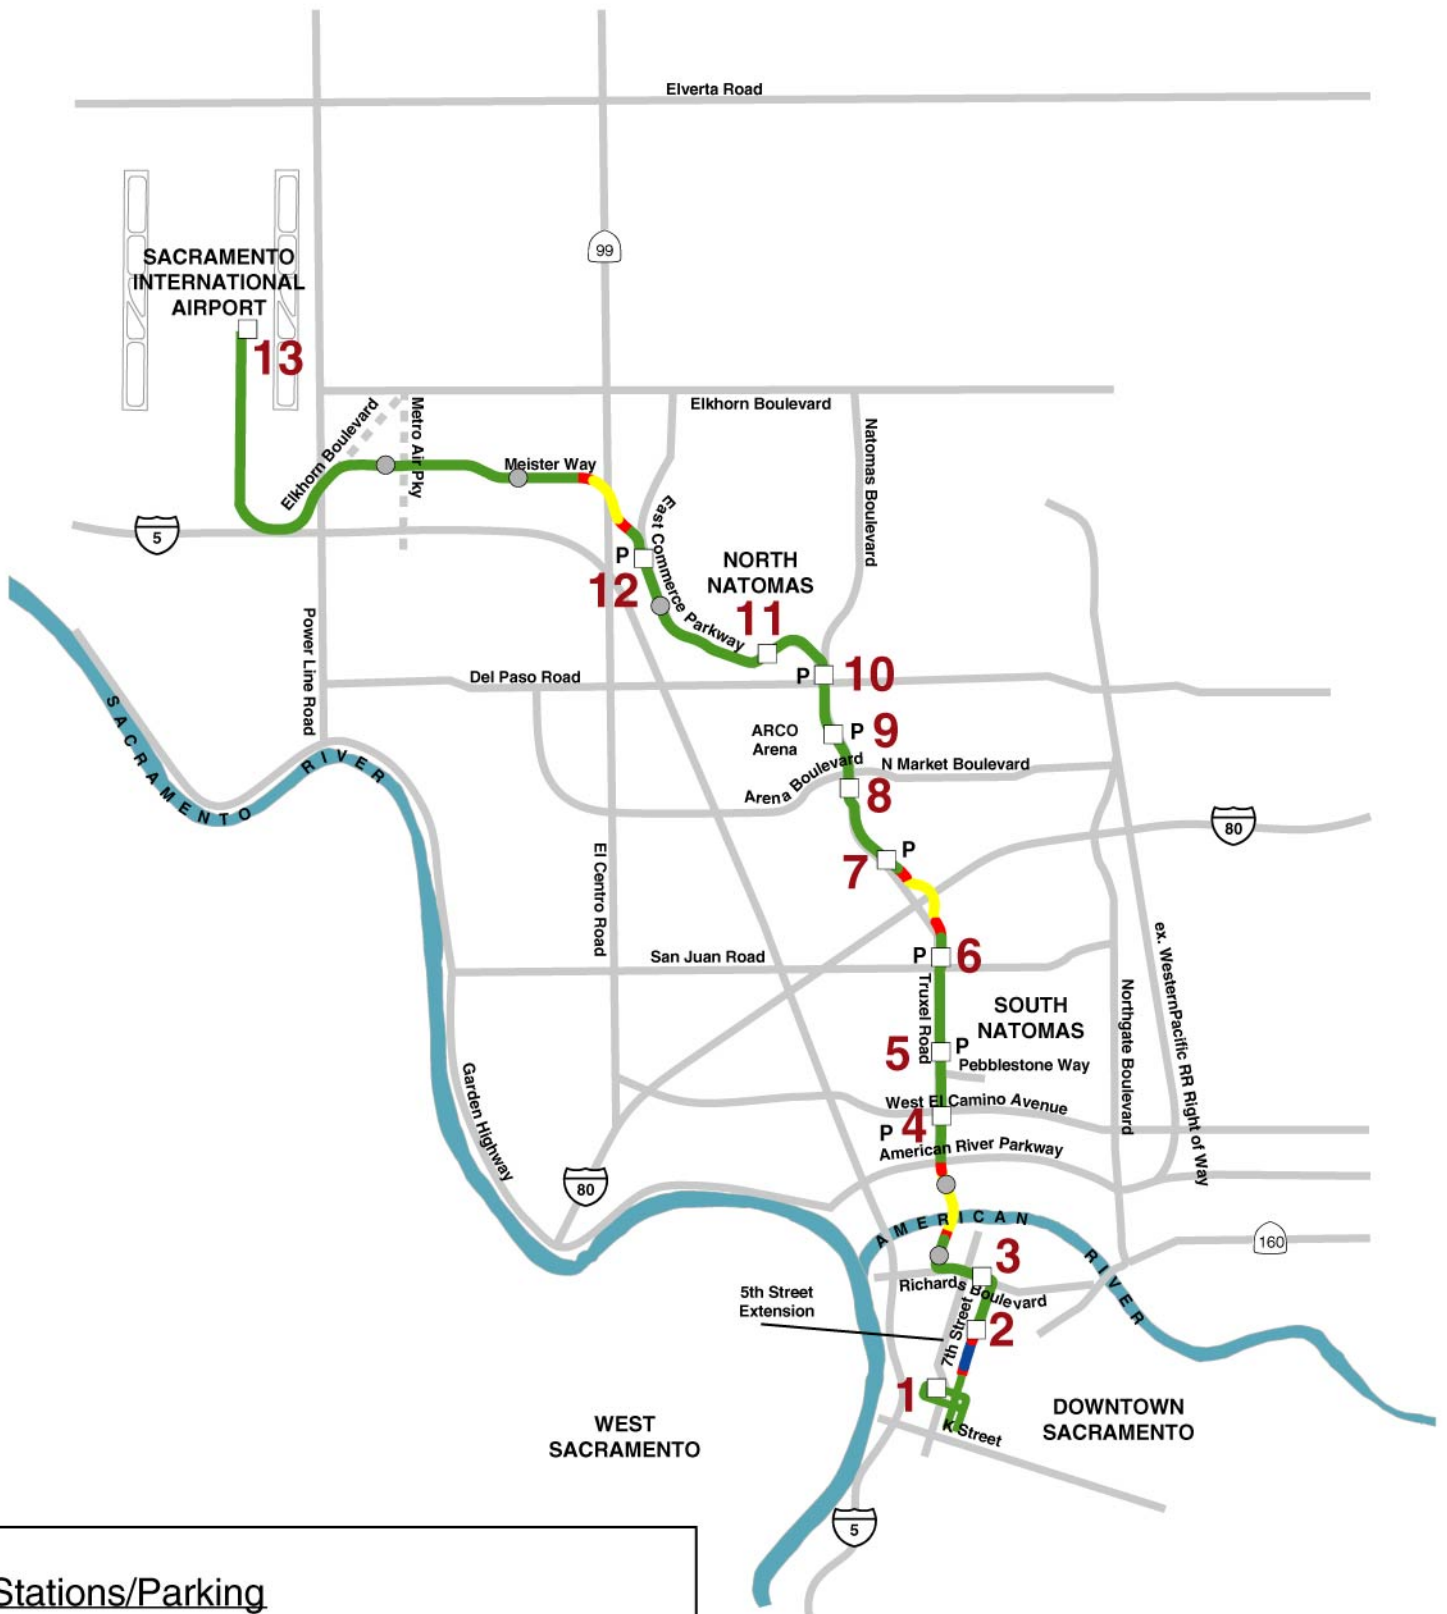 Elverta Road
99
SACRAMENTO
INTERNATIONAL
AIRPORT
13
Elkhorn Boulevard
Elkhorn Boulevard
Metro Air Pky
Natomas Boulevard
Meister Way
5
East Commerce Parkway
P
12
NORTH
NATOMAS
11
Power Line Road
Del Paso Road
P
10
SACRAMENTO
RIVER
ARCO
Arena
P
9
Arena Boulevard
N Market Boulevard
8
80
El Centro Road
7
P
San Juan Road
P
6
Truxel Road
SOUTH
NATOMAS
Northgate Boulevard
ex. WesternPacific RR Right of Way
5
P
Pebblestone Way
Garden Highway
West El Camino Avenue
P
4
American River Parkway
80
AMERICAN
RIVER
160
3
Richards Boulevard
5th Street
Extension
7th Street
2
1
K Street
DOWNTOWN
SACRAMENTO
WEST
SACRAMENTO
5
Stations/Parking